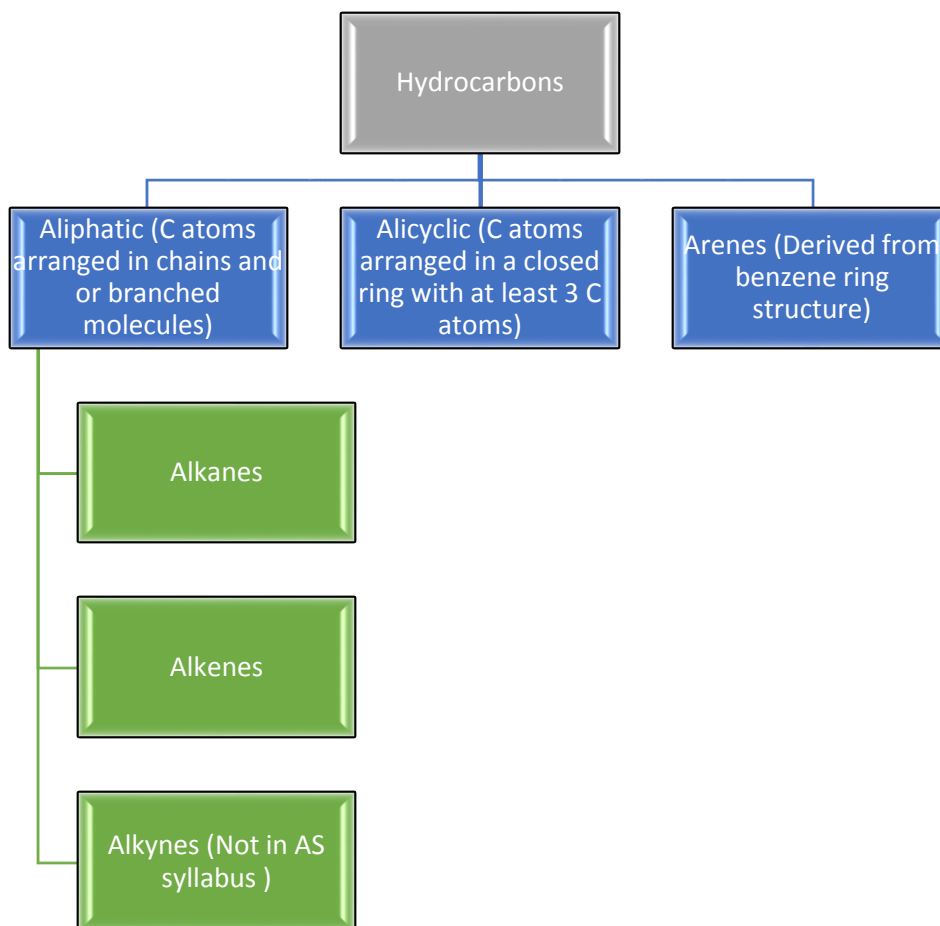 Hydrocarbons
Aliphatic (C atoms
arranged in chains and
or branched
molecules)
Alicyclic (C atoms
arranged in a closed
ring with at least 3 C
atoms)
Arenes (Derived from
benzene ring
structure)
Alkanes
Alkenes
Alkynes (Not in AS
syllabus )